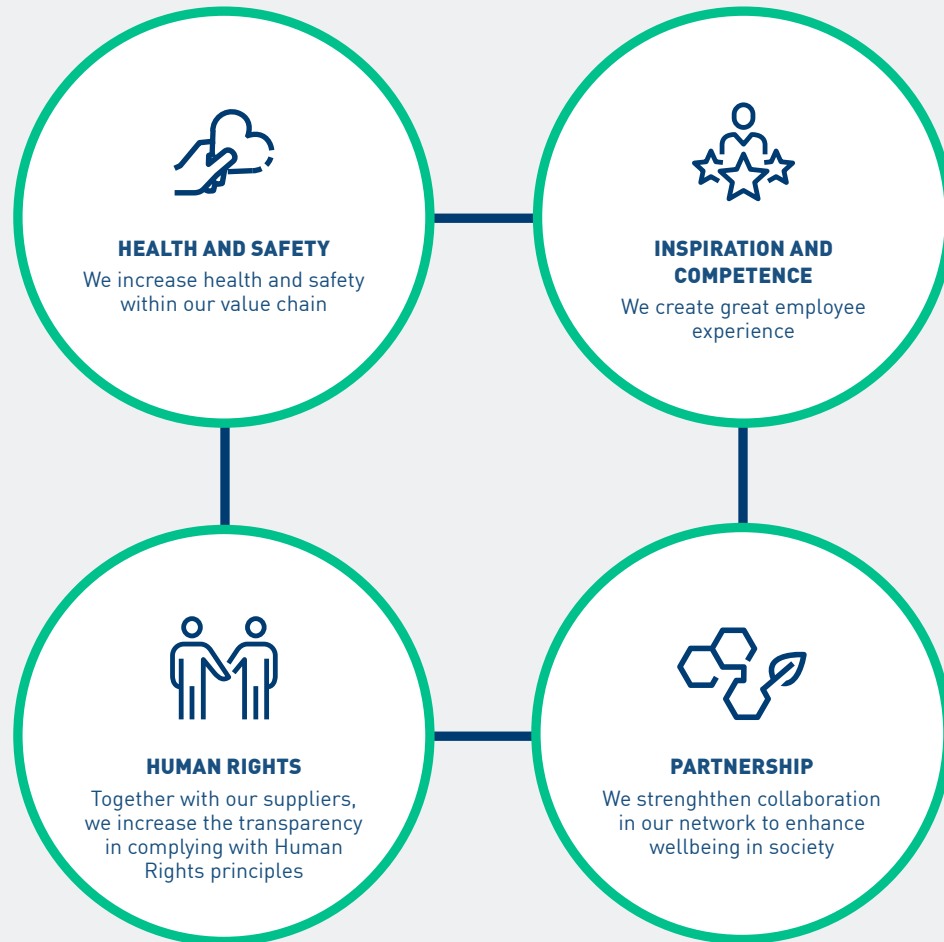 HEALTH AND SAFETY
We increase health and safety
within our value chain
INSPIRATION AND
COMPETENCE
We create great employee
experience
HUMAN RIGHTS
Together with our suppliers,
we increase the transparency
in complying with Human
Rights principles
PARTNERSHIP
We strenghthen collaboration
in our network to enhance
wellbeing in society